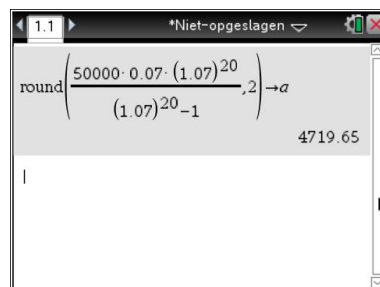 1.1 *Niet-opgeslagen
round(50000·0.07·(1.07)^20/((1.07)^20−1),2)→a
4719.65